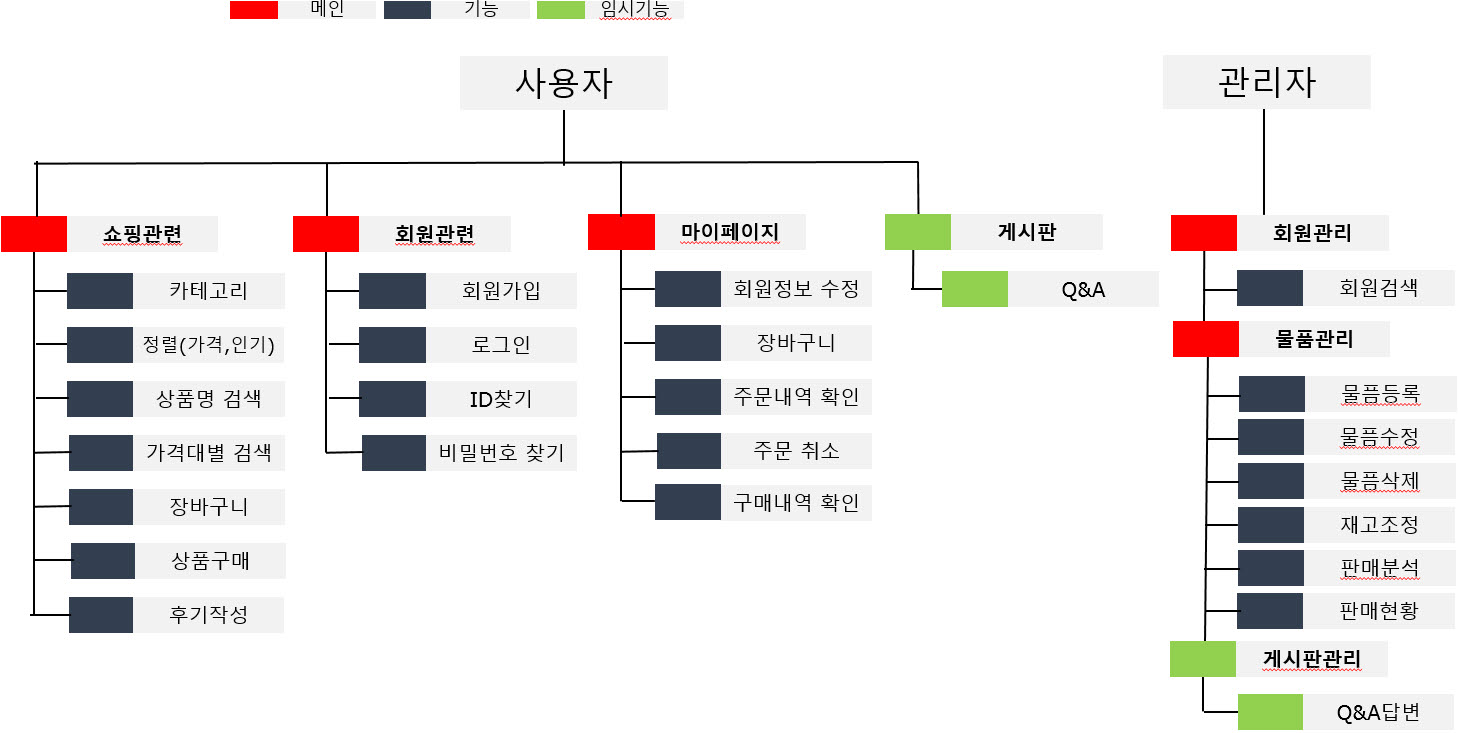 메인 기능 임시기능
사용자
관리자
쇼핑관련
카테고리
정렬(가격,인기)
상품명 검색
가격대별 검색
장바구니
상품구매
후기작성
회원관련
회원가입
로그인
ID찾기
비밀번호 찾기
마이페이지
회원정보 수정
장바구니
주문내역 확인
주문 취소
구매내역 확인
게시판
Q&A
회원관리
회원검색
물품관리
물픔등록
물픔수정
물픔삭제
재고조정
판매분석
판매현황
게시판관리
Q&A답변